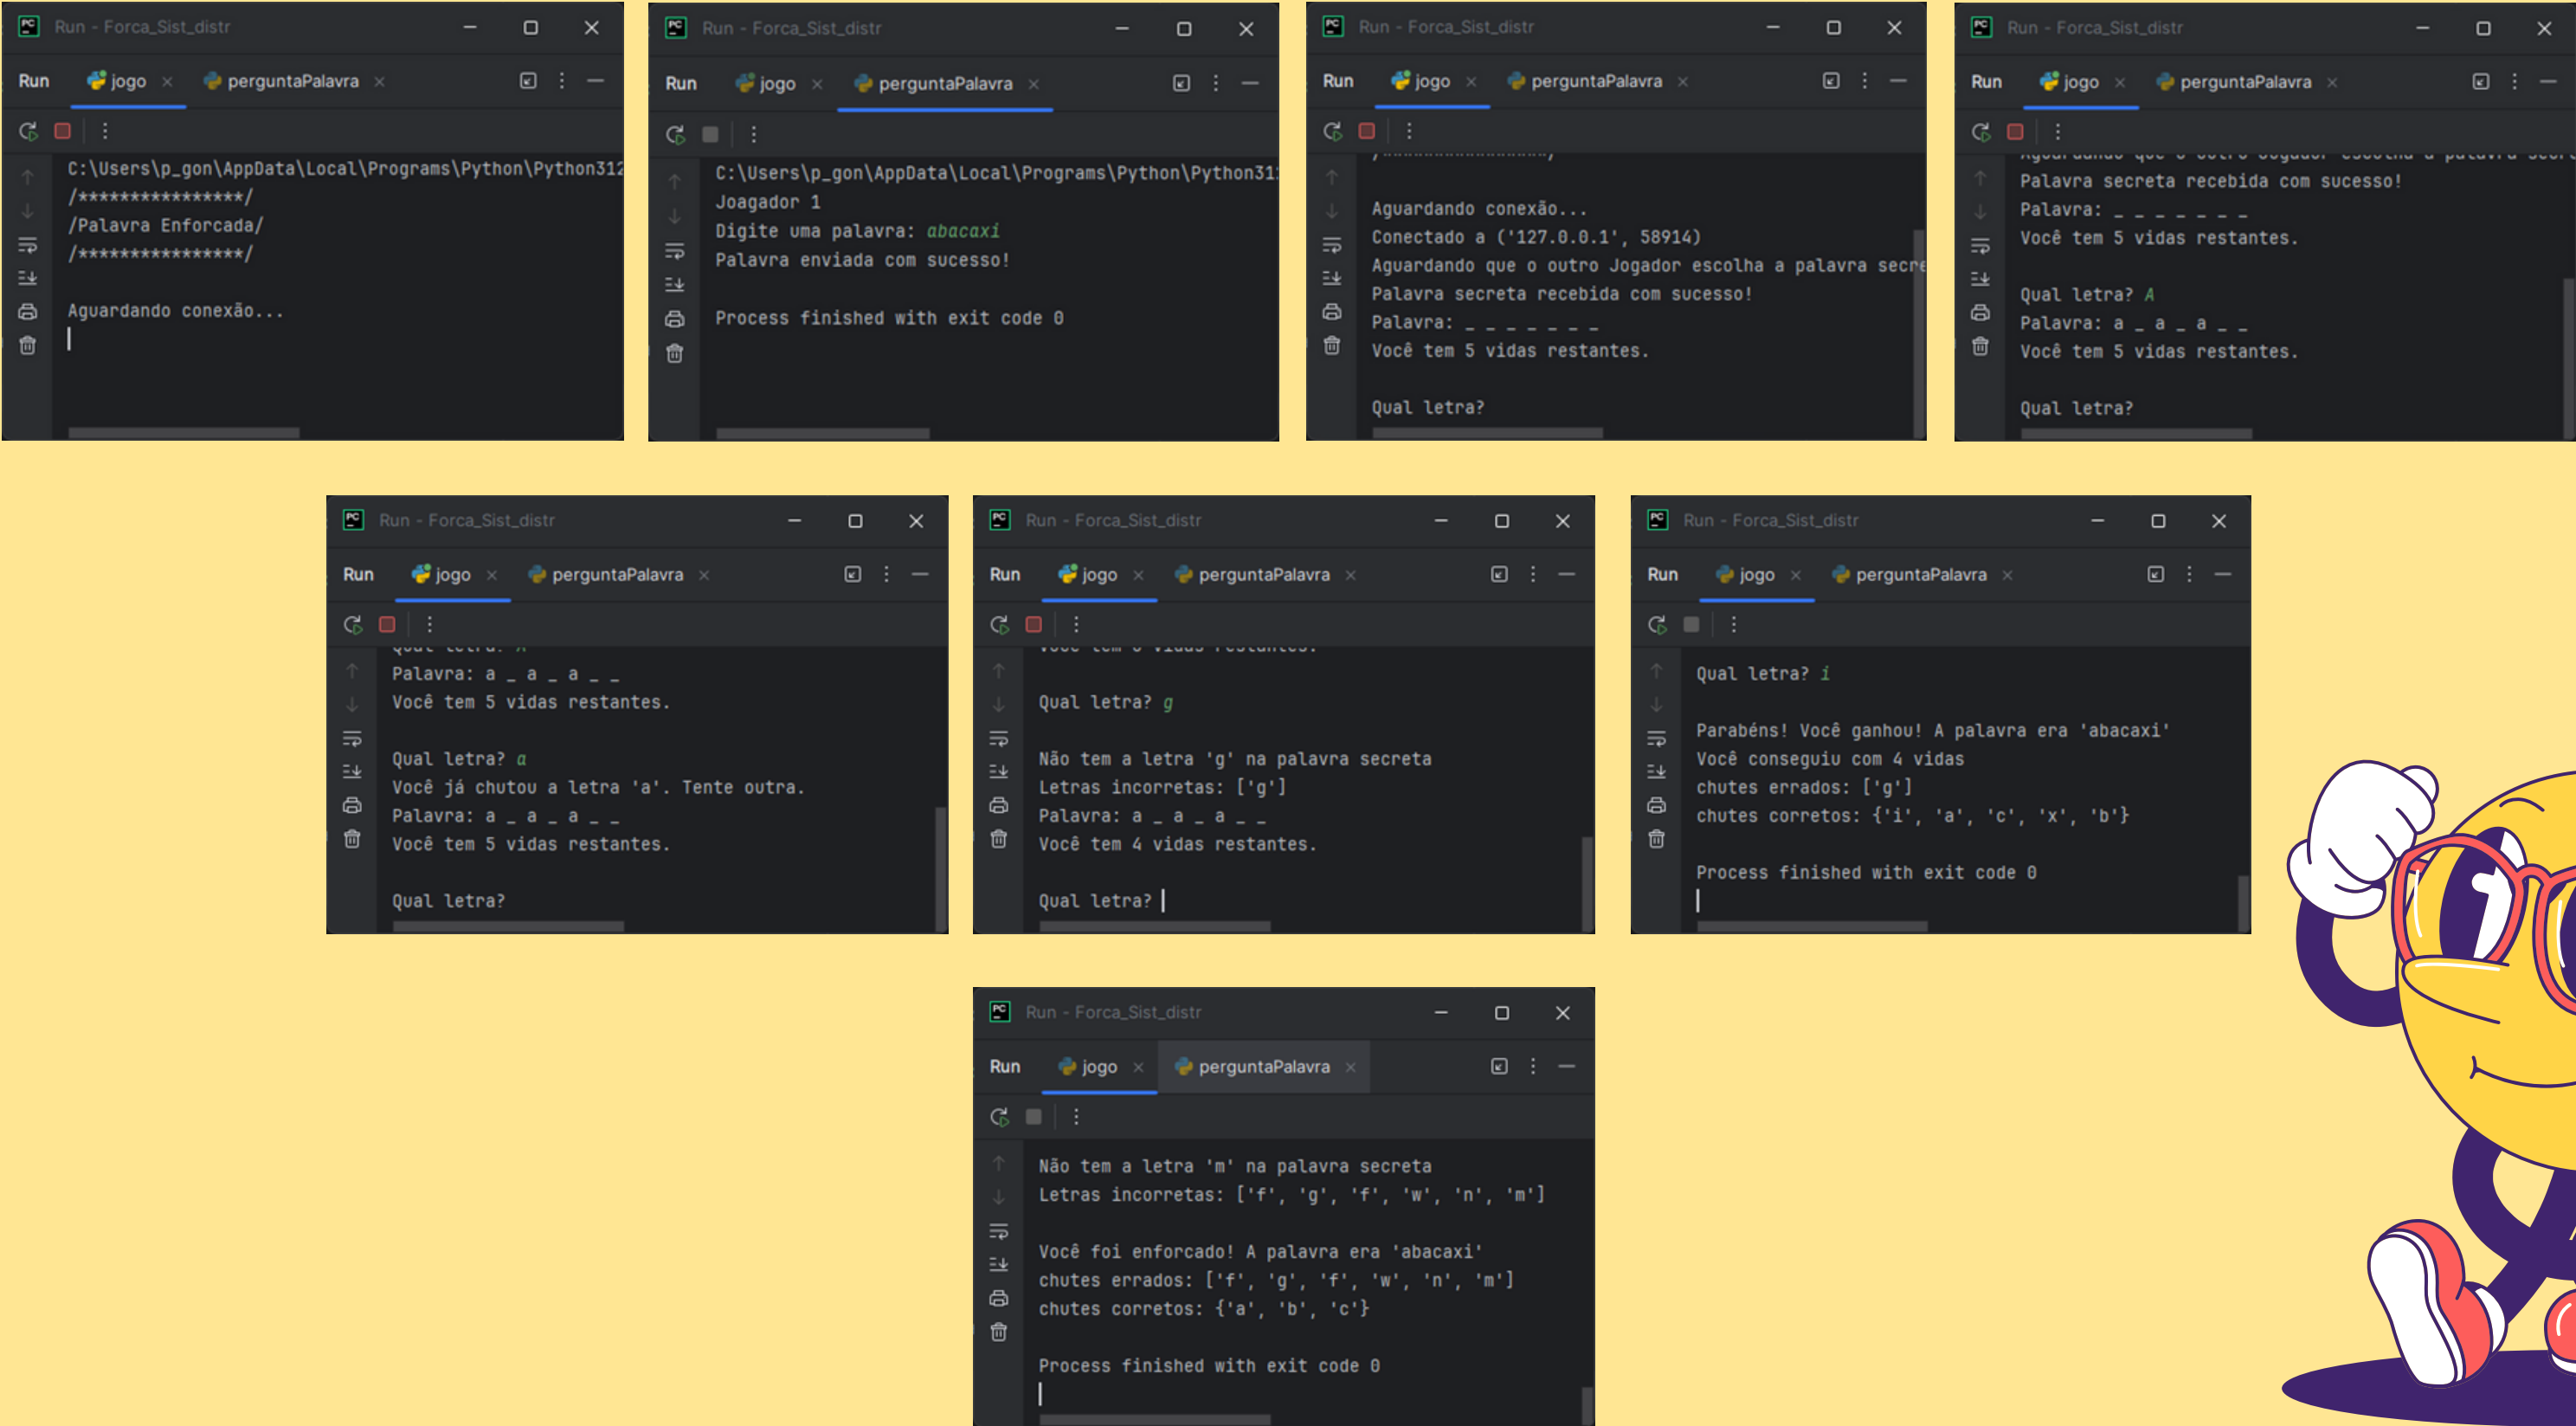 Run - Forca_Sist_distr
Run jogo perguntaPalavra
C:\Users\p_gon\AppData\Local\Programs\Python\Python312
/****************/
/Palavra Enforcada/
/****************/
Aguardando conexão...
Run - Forca_Sist_distr
Run jogo perguntaPalavra
C:\Users\p_gon\AppData\Local\Programs\Python\Python31
Joagador 1
Digite uma palavra: abacaxi
Palavra enviada com sucesso!
Process finished with exit code 0
Run - Forca_Sist_distr
Run jogo perguntaPalavra
Aguardando conexão...
Conectado a ('127.0.0.1', 58914)
Aguardando que o outro Jogador escolha a palavra secre
Palavra secreta recebida com sucesso!
Palavra: _ _ _ _ _ _ _
Você tem 5 vidas restantes.
Qual letra?
Run - Forca_Sist_distr
Run jogo perguntaPalavra
Aguardando que o outro Jogador escolha a palavra secr
Palavra secreta recebida com sucesso!
Palavra: _ _ _ _ _ _ _
Você tem 5 vidas restantes.
Qual letra? A
Palavra: a _ a _ a _ _
Você tem 5 vidas restantes.
Qual letra?
Run - Forca_Sist_distr
Run jogo perguntaPalavra
Qual letra? A
Palavra: a _ a _ a _ _
Você tem 5 vidas restantes.
Qual letra? a
Você já chutou a letra 'a'. Tente outra.
Palavra: a _ a _ a _ _
Você tem 5 vidas restantes.
Qual letra?
Run - Forca_Sist_distr
Run jogo perguntaPalavra
Qual letra? g
Não tem a letra 'g' na palavra secreta
Letras incorretas: ['g']
Palavra: a _ a _ a _ _
Você tem 4 vidas restantes.
Qual letra?
Run - Forca_Sist_distr
Run jogo perguntaPalavra
Qual letra? i
Parabéns! Você ganhou! A palavra era 'abacaxi'
Você conseguiu com 4 vidas
chutes errados: ['g']
chutes corretos: {'i', 'a', 'c', 'x', 'b'}
Process finished with exit code 0
Run - Forca_Sist_distr
Run jogo perguntaPalavra
Não tem a letra 'm' na palavra secreta
Letras incorretas: ['f', 'g', 'f', 'w', 'n', 'm']
Você foi enforcado! A palavra era 'abacaxi'
chutes errados: ['f', 'g', 'f', 'w', 'n', 'm']
chutes corretos: {'a', 'b', 'c'}
Process finished with exit code 0